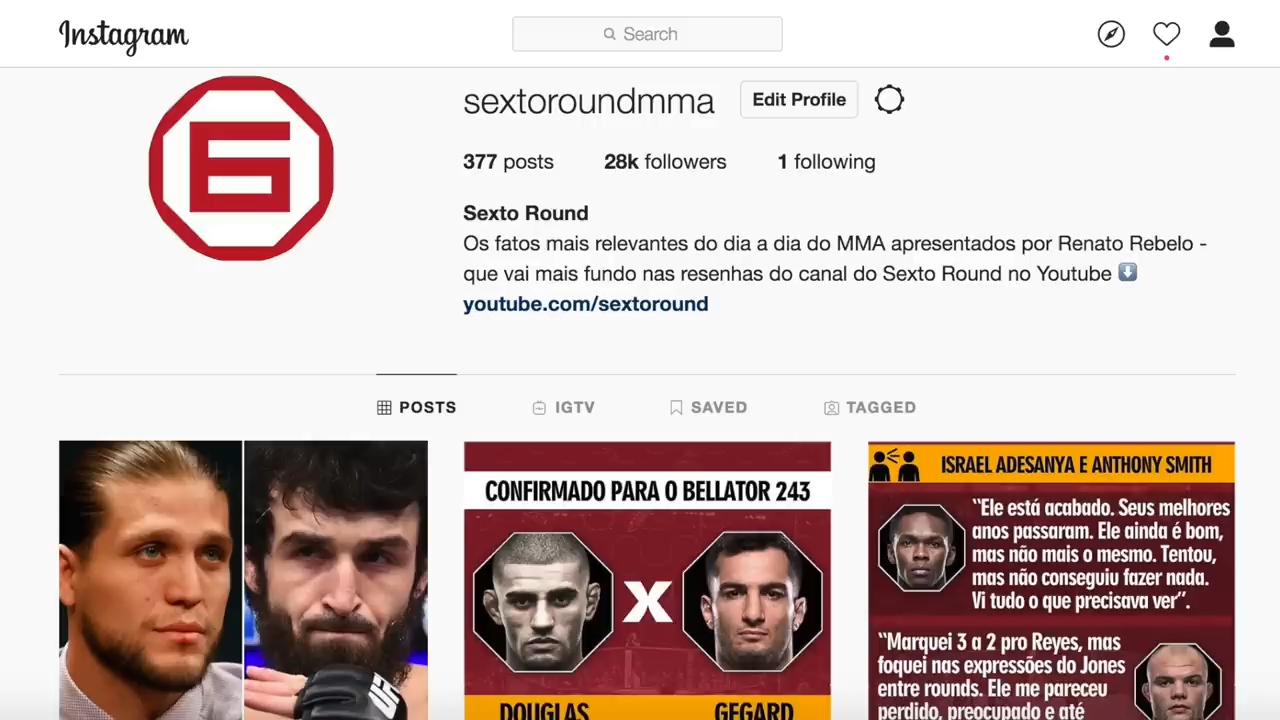 Instagram
Search
6
sextoroundmma
Edit Profile
377 posts
28k followers
1 following
Sexto Round
Os fatos mais relevantes do dia a dia do MMA apresentados por Renato Rebelo -
que vai mais fundo nas resenhas do canal do Sexto Round no Youtube ⬇️
youtube.com/sextoround
POSTS
IGTV
SAVED
TAGGED
UFC
CONFIRMADO PARA O BELLATOR 243
X
DOUGLAS
GEGARD
ISRAEL ADESANYA E ANTHONY SMITH
“Ele está acabado. Seus melhores
anos passaram. Ele ainda é bom,
mas não mais o mesmo. Tentou,
mas não conseguiu fazer nada.
Vi tudo o que precisava ver”.
“Marquei 3 a 2 pro Reyes, mas
foquei nas expressões do Jones
entre rounds. Ele me pareceu
perdido, preocupado e até